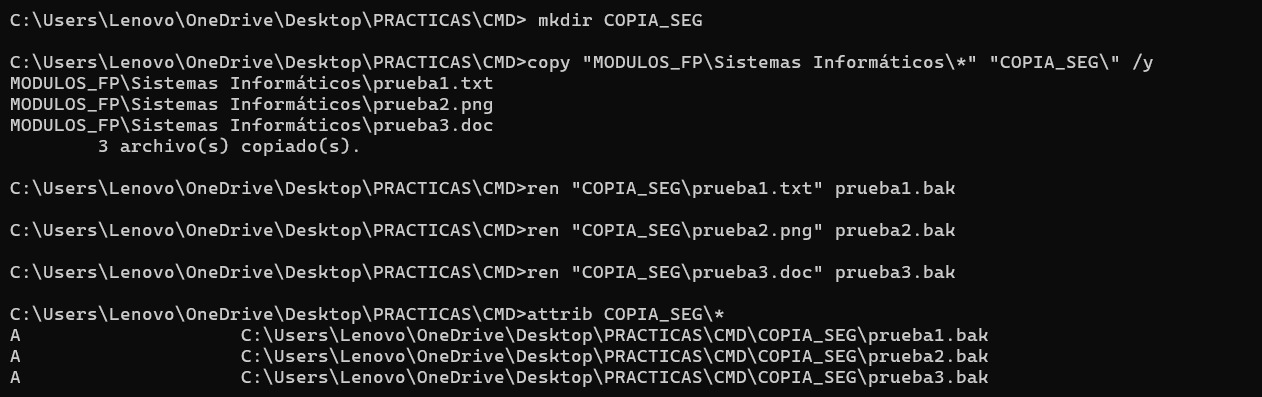 C:\Users\Lenovo\OneDrive\Desktop\PRACTICAS\CMD> mkdir COPIA_SEG
C:\Users\Lenovo\OneDrive\Desktop\PRACTICAS\CMD>copy "MODULOS_FP\Sistemas Informáticos\*" "COPIA_SEG\" /y
MODULOS_FP\Sistemas Informáticos\prueba1.txt
MODULOS_FP\Sistemas Informáticos\prueba2.png
MODULOS_FP\Sistemas Informáticos\prueba3.doc
        3 archivo(s) copiado(s).
C:\Users\Lenovo\OneDrive\Desktop\PRACTICAS\CMD>ren "COPIA_SEG\prueba1.txt" prueba1.bak
C:\Users\Lenovo\OneDrive\Desktop\PRACTICAS\CMD>ren "COPIA_SEG\prueba2.png" prueba2.bak
C:\Users\Lenovo\OneDrive\Desktop\PRACTICAS\CMD>ren "COPIA_SEG\prueba3.doc" prueba3.bak
C:\Users\Lenovo\OneDrive\Desktop\PRACTICAS\CMD>attrib COPIA_SEG\*
A                    C:\Users\Lenovo\OneDrive\Desktop\PRACTICAS\CMD\COPIA_SEG\prueba1.bak
A                    C:\Users\Lenovo\OneDrive\Desktop\PRACTICAS\CMD\COPIA_SEG\prueba2.bak
A                    C:\Users\Lenovo\OneDrive\Desktop\PRACTICAS\CMD\COPIA_SEG\prueba3.bak